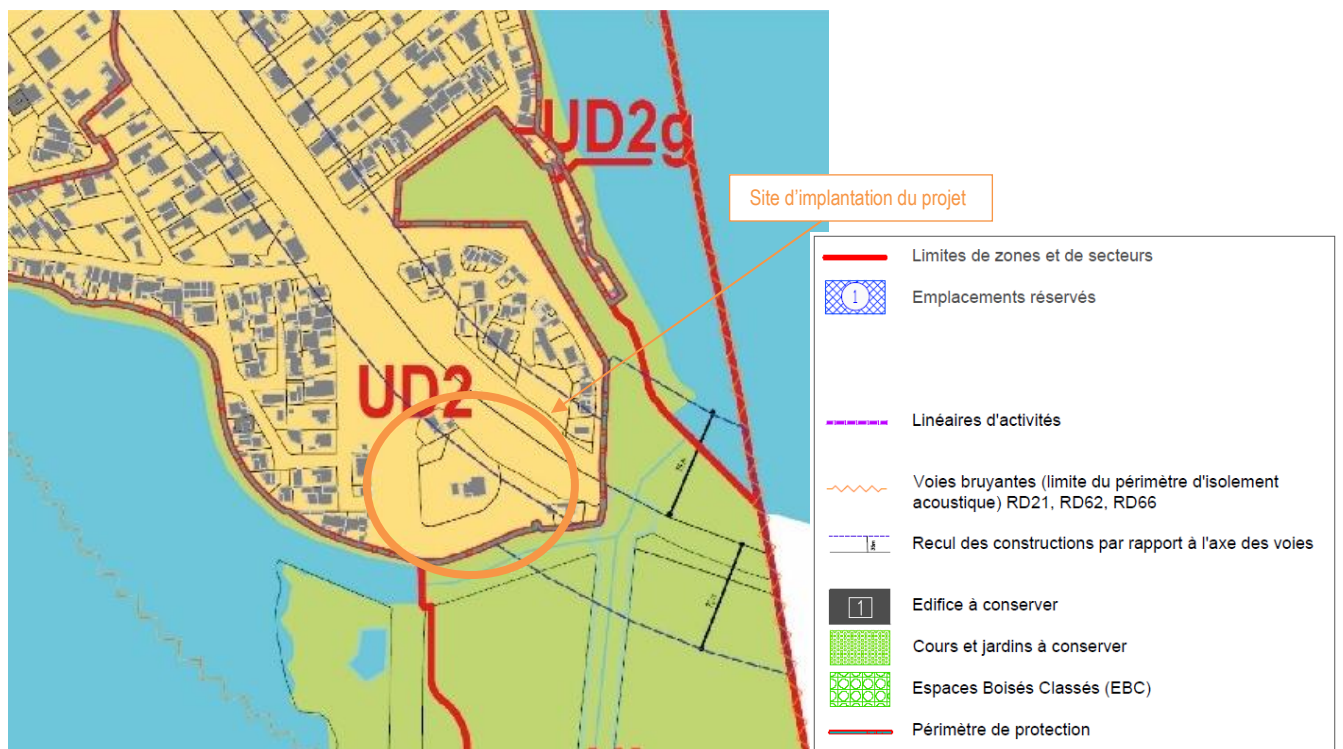 UD2g
Site d'implantation du projet
UD2
Limites de zones et de secteurs
1
Emplacements réservés
Linéaires d'activités
Voies bruyantes (limite du périmètre d'isolement
acoustique) RD21, RD62, RD66
Recul des constructions par rapport à l'axe des voies
1
Edifice à conserver
Cours et jardins à conserver
Espaces Boisés Classés (EBC)
Périmètre de protection